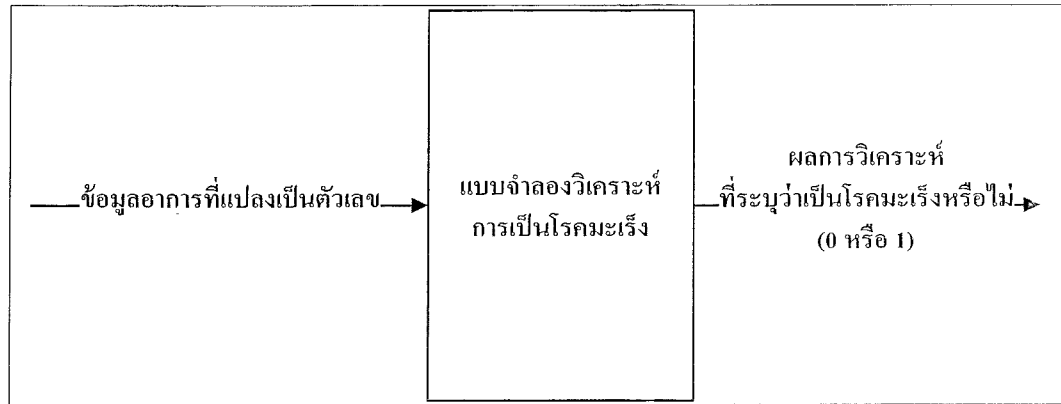 ข้อมูลอาการที่แปลงเป็นตัวเลข
แบบจำลองวิเคราะห์
การเป็นโรคมะเร็ง
ผลการวิเคราะห์
ที่ระบุว่าเป็นโรคมะเร็งหรือไม่
(0 หรือ 1)